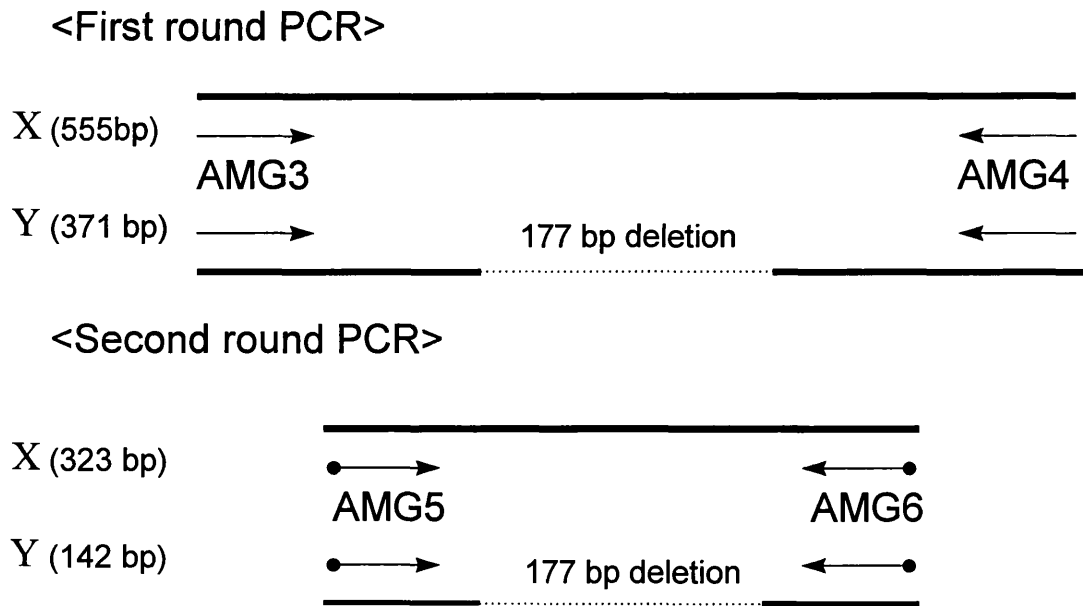 <First round PCR>
X (555bp)
AMG3
AMG4
Y (371 bp)
177 bp deletion
<Second round PCR>
X (323 bp)
AMG5
AMG6
Y (142 bp)
177 bp deletion